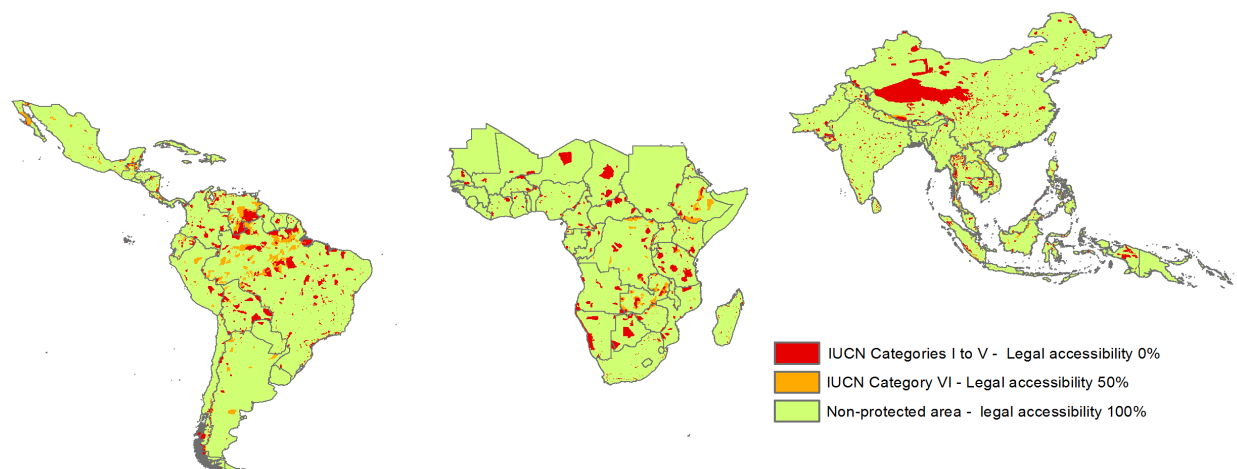 IUCN Categories I to V - Legal accessibility 0%
IUCN Category VI - Legal accessibility 50%
Non-protected area - legal accessibility 100%